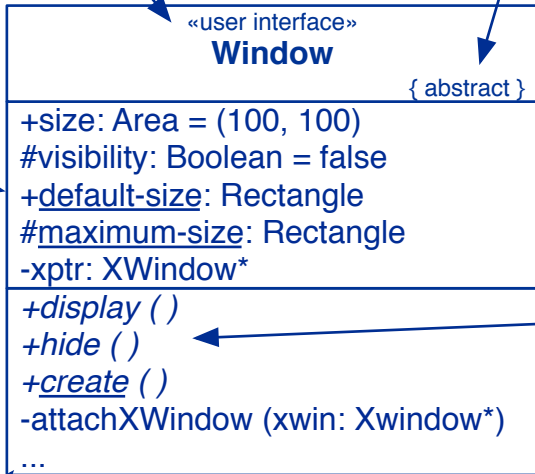 «user interface»
Window
{ abstract }
+size: Area = (100, 100)
#visibility: Boolean = false
+default-size: Rectangle
#maximum-size: Rectangle
-xptr: XWindow*
+display ( )
+hide ( )
+create ( )
-attachXWindow (xwin: Xwindow*)
...